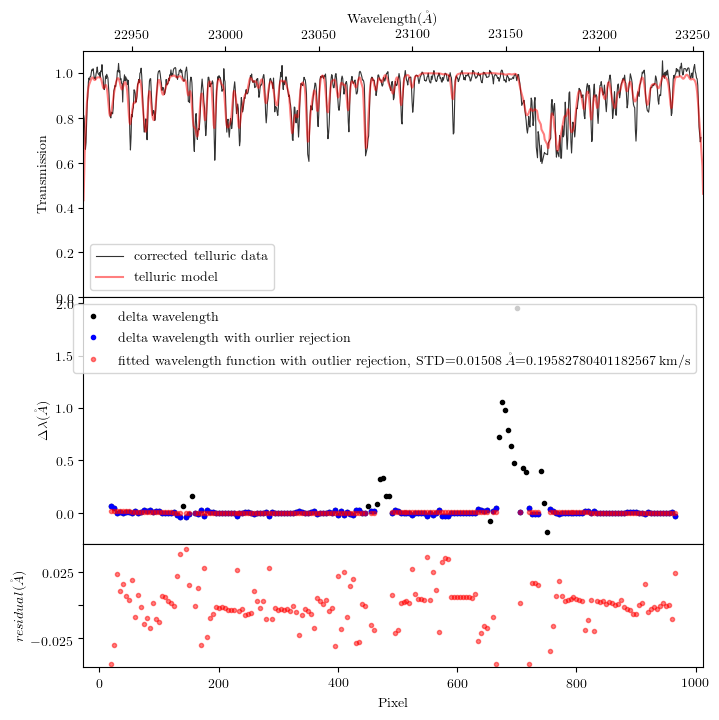 Wavelength(Å)
22950 23000 23050 23100 23150 23200 23250
Transmission
1.0
0.8
0.6
0.4
0.2
0.0
corrected telluric data
telluric model
Δλ(Å)
2.0
1.5
1.0
0.5
0.0
delta wavelength
delta wavelength with ourlier rejection
fitted wavelength function with outlier rejection, STD=0.01508 Å=0.19582780401182567 km/s
residual(Å)
0.025
−0.025
0 200 400 600 800 1000
Pixel